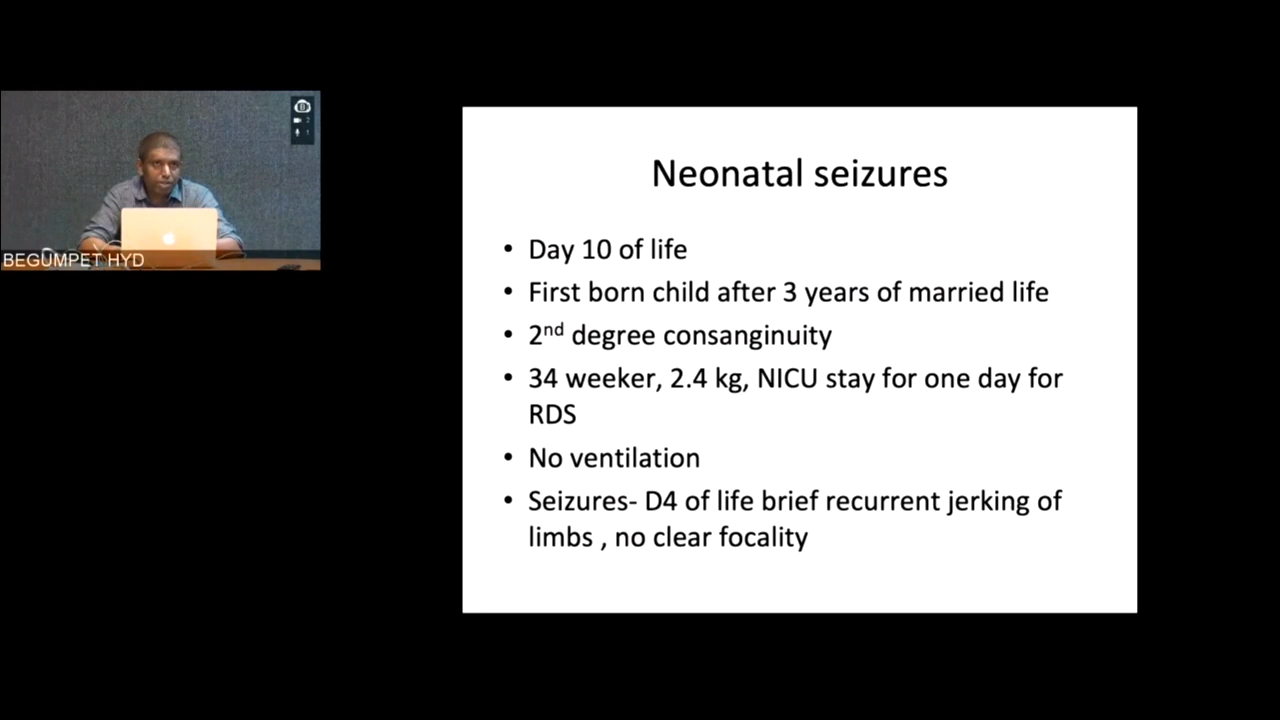 BEGUMPET HYD
Neonatal seizures
• Day 10 of life
• First born child after 3 years of married life
• 2nd degree consanginuity
• 34 weeker, 2.4 kg, NICU stay for one day for
RDS
• No ventilation
• Seizures- D4 of life brief recurrent jerking of
limbs , no clear focality